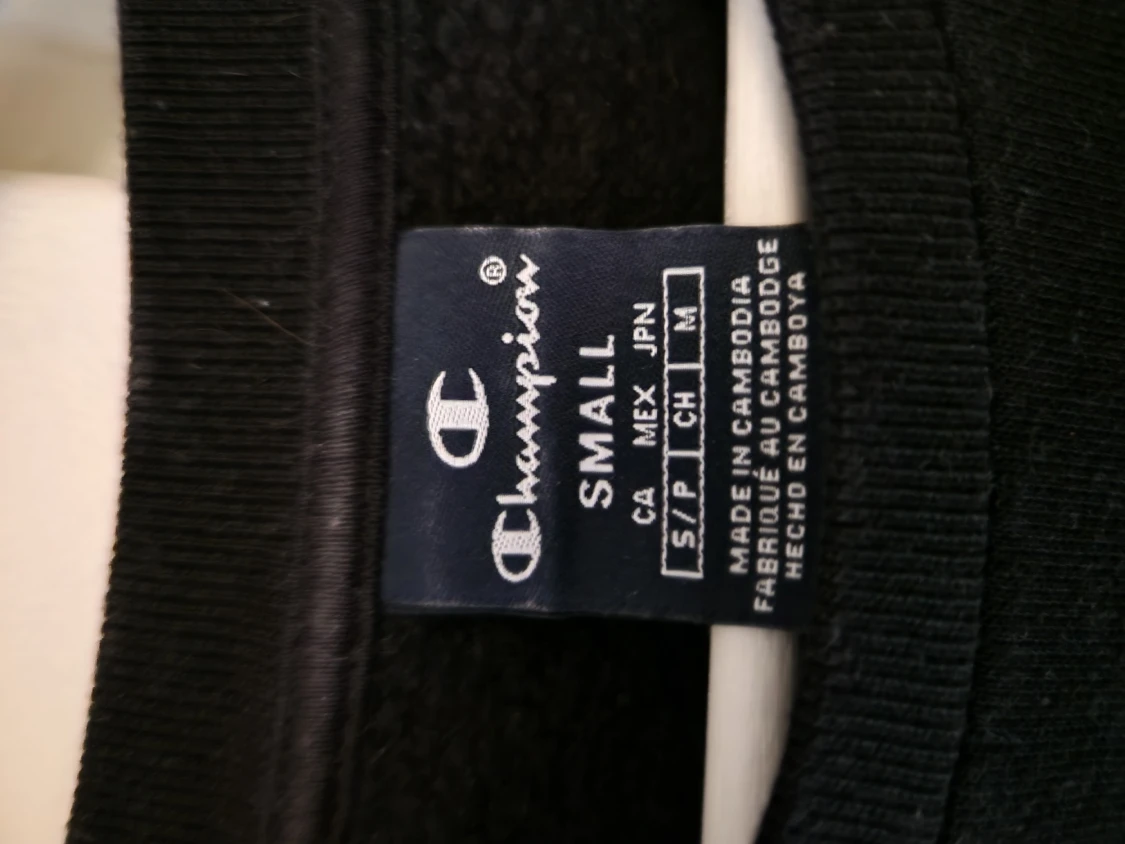 C
Champion®
SMALL
CA MEX JPN
S/P CH M
MADE IN CAMBODIA
FABRIQUÉ AU CAMBODGE
HECHO EN CAMBOYA